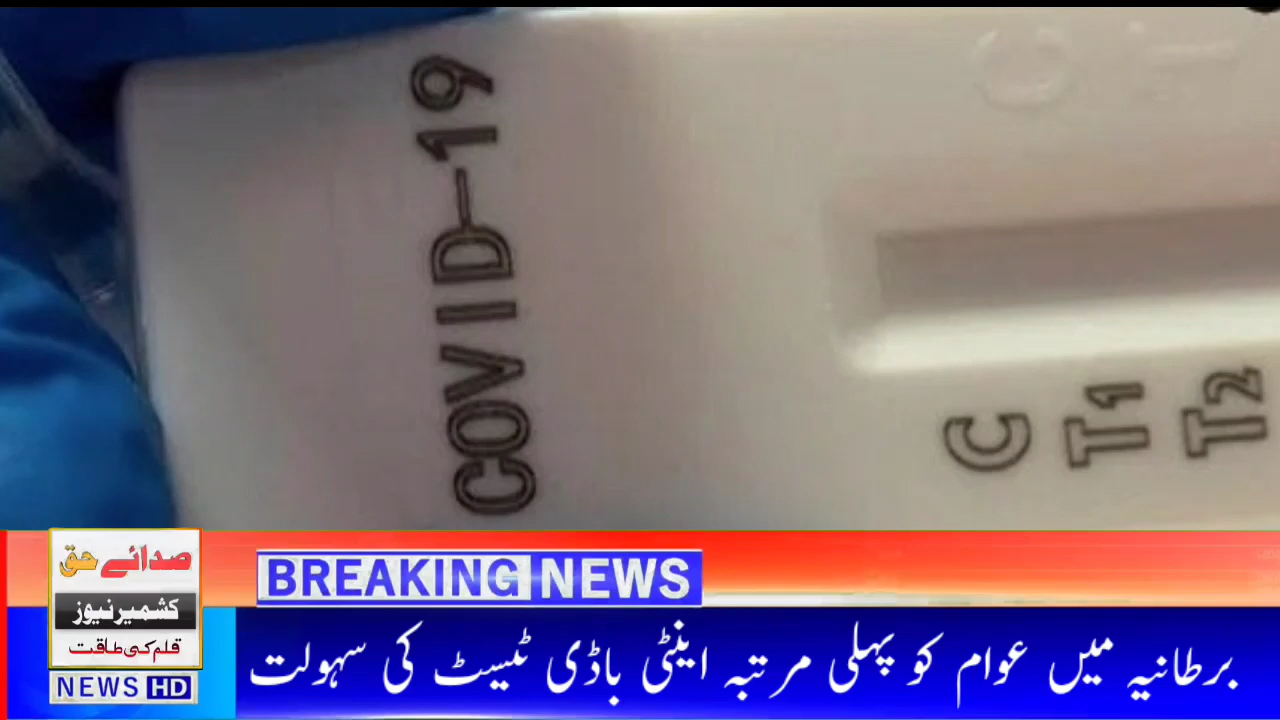 COVID-19
C T1 T2
صدائے حق
کشمیر نیوز
قلم کی طاقت
NEWS HD
BREAKING NEWS
برطانیہ میں عوام کو پہلی مرتبہ اینٹی باڈی ٹیسٹ کی سہولت